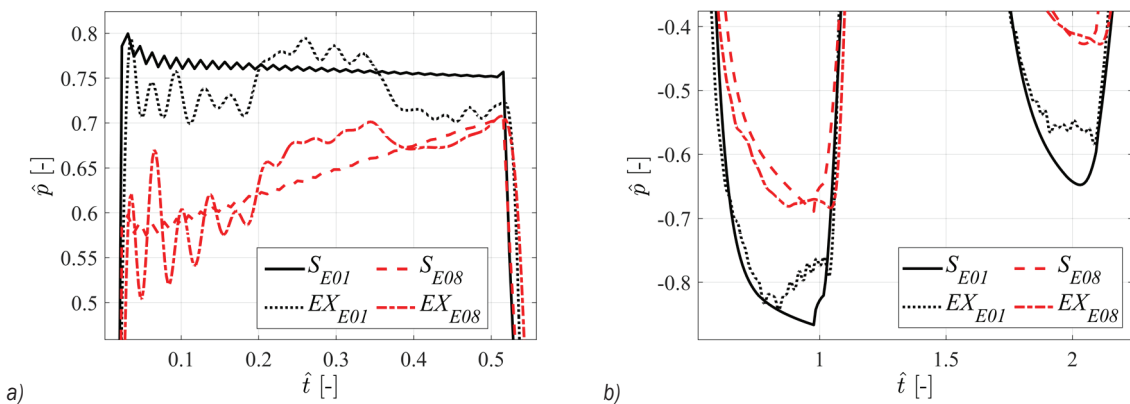 0.8
0.75
0.7
0.65
0.6
0.55
0.5
p̂ [-]
0.1 0.2 0.3 0.4 0.5
t̂ [-]
S_E01 S_E08
EX_E01 EX_E08
a)
-0.4
-0.5
-0.6
-0.7
-0.8
p̂ [-]
1 1.5 2
t̂ [-]
S_E01 S_E08
EX_E01 EX_E08
b)